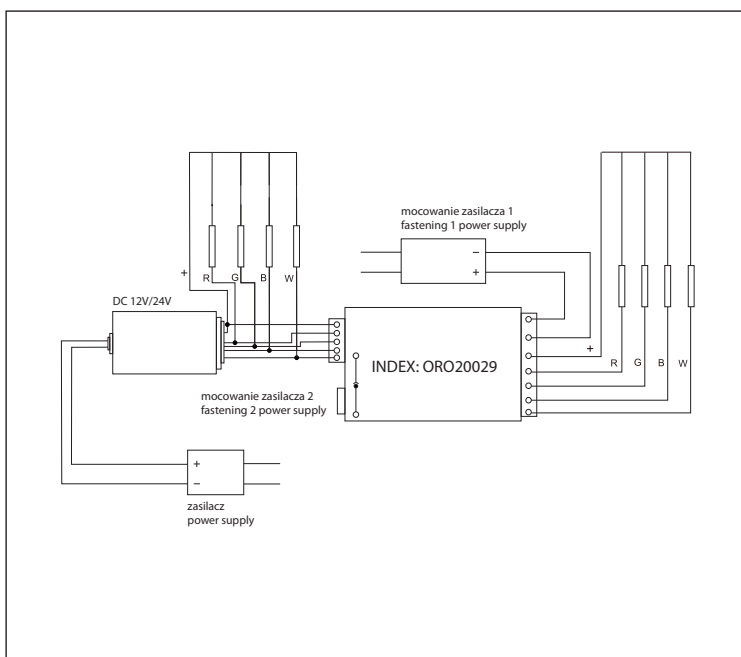 mocowanie zasilacza 1
fastening 1 power supply
−
+
+
R G B W
DC 12V/24V
INDEX: ORO20029
+
R G B W
mocowanie zasilacza 2
fastening 2 power supply
+
−
zasilacz
power supply